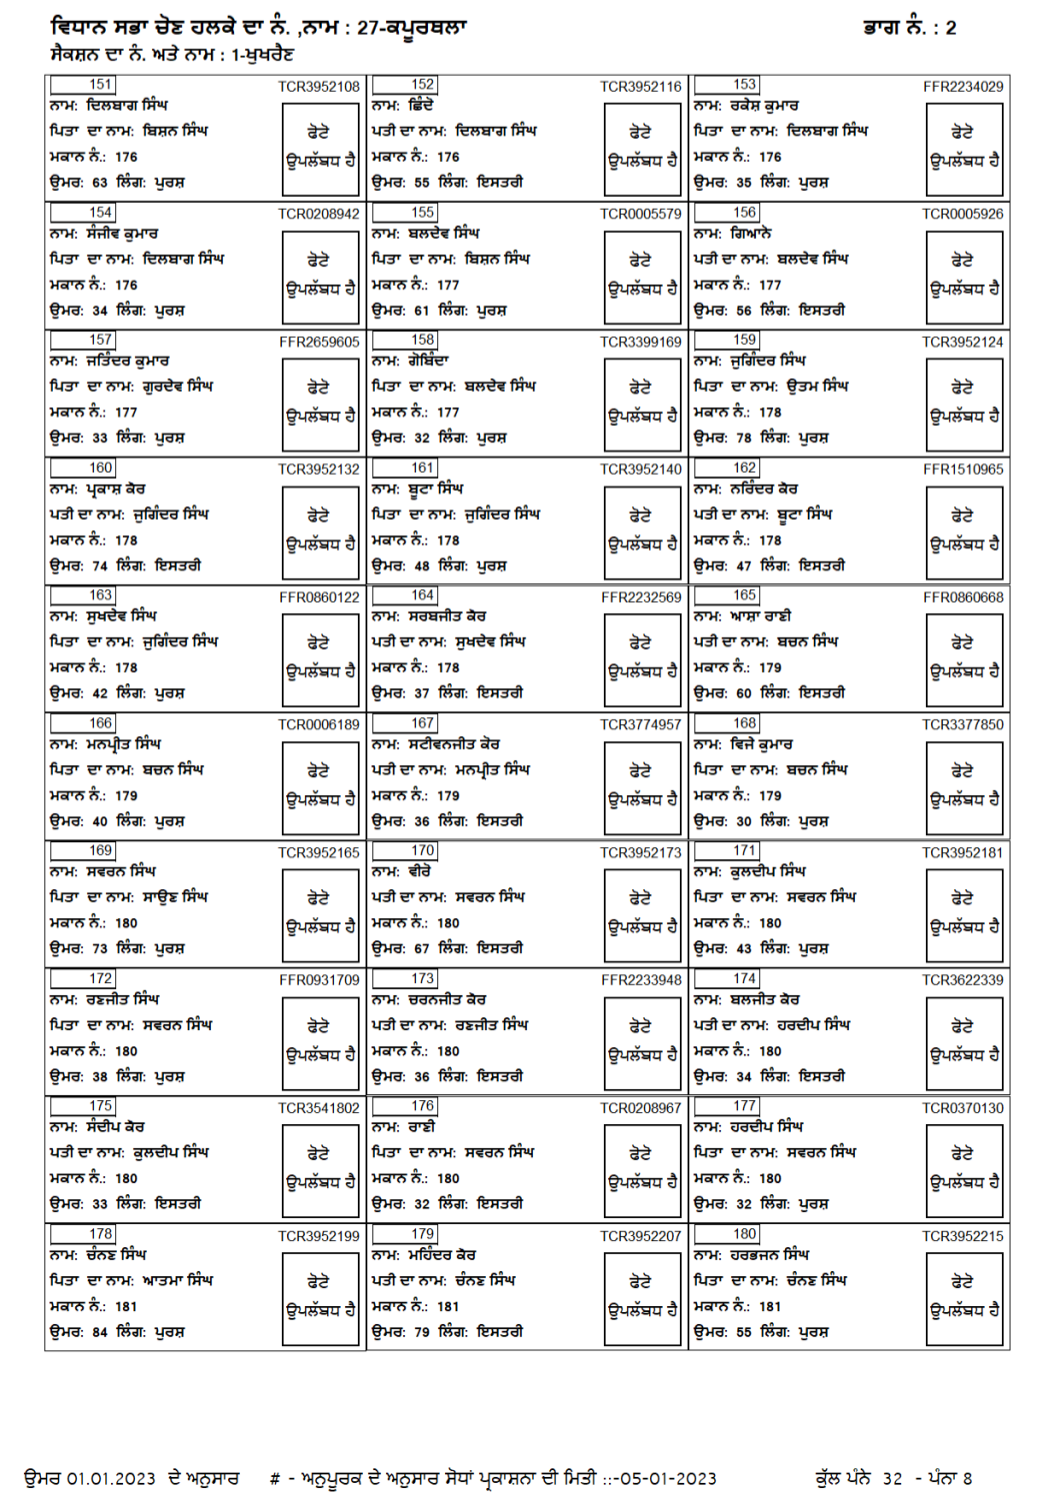 ਵਿਧਾਨ ਸਭਾ ਚੋਣ ਹਲਕੇ ਦਾ ਨੰ. ,ਨਾਮ : 27-ਕਪੂਰਥਲਾ ਭਾਗ ਨੰ. : 2
ਸੈਕਸ਼ਨ ਦਾ ਨੰ. ਅਤੇ ਨਾਮ : 1-ਖੁਖਰੈਣ
151 TCR3952108
ਨਾਮ: ਦਿਲਬਾਗ ਸਿੰਘ
ਪਿਤਾ ਦਾ ਨਾਮ: ਬਿਸ਼ਨ ਸਿੰਘ
ਮਕਾਨ ਨੰ.: 176
ਉਮਰ: 63 ਲਿੰਗ: ਪੁਰਸ਼
ਫੋਟੋ
ਉਪਲੱਬਧ ਹੈ
152 TCR3952116
ਨਾਮ: ਛਿੰਦੋ
ਪਤੀ ਦਾ ਨਾਮ: ਦਿਲਬਾਗ ਸਿੰਘ
ਮਕਾਨ ਨੰ.: 176
ਉਮਰ: 55 ਲਿੰਗ: ਇਸਤਰੀ
ਫੋਟੋ
ਉਪਲੱਬਧ ਹੈ
153 FFR2234029
ਨਾਮ: ਰਕੇਸ਼ ਕੁਮਾਰ
ਪਿਤਾ ਦਾ ਨਾਮ: ਦਿਲਬਾਗ ਸਿੰਘ
ਮਕਾਨ ਨੰ.: 176
ਉਮਰ: 35 ਲਿੰਗ: ਪੁਰਸ਼
ਫੋਟੋ
ਉਪਲੱਬਧ ਹੈ
154 TCR0208942
ਨਾਮ: ਸੰਜੀਵ ਕੁਮਾਰ
ਪਿਤਾ ਦਾ ਨਾਮ: ਦਿਲਬਾਗ ਸਿੰਘ
ਮਕਾਨ ਨੰ.: 176
ਉਮਰ: 34 ਲਿੰਗ: ਪੁਰਸ਼
ਫੋਟੋ
ਉਪਲੱਬਧ ਹੈ
155 TCR0005579
ਨਾਮ: ਬਲਦੇਵ ਸਿੰਘ
ਪਿਤਾ ਦਾ ਨਾਮ: ਬਿਸ਼ਨ ਸਿੰਘ
ਮਕਾਨ ਨੰ.: 177
ਉਮਰ: 61 ਲਿੰਗ: ਪੁਰਸ਼
ਫੋਟੋ
ਉਪਲੱਬਧ ਹੈ
156 TCR0005926
ਨਾਮ: ਗਿਆਨੋ
ਪਤੀ ਦਾ ਨਾਮ: ਬਲਦੇਵ ਸਿੰਘ
ਮਕਾਨ ਨੰ.: 177
ਉਮਰ: 56 ਲਿੰਗ: ਇਸਤਰੀ
ਫੋਟੋ
ਉਪਲੱਬਧ ਹੈ
157 FFR2659605
ਨਾਮ: ਜਤਿੰਦਰ ਕੁਮਾਰ
ਪਿਤਾ ਦਾ ਨਾਮ: ਗੁਰਦੇਵ ਸਿੰਘ
ਮਕਾਨ ਨੰ.: 177
ਉਮਰ: 33 ਲਿੰਗ: ਪੁਰਸ਼
ਫੋਟੋ
ਉਪਲੱਬਧ ਹੈ
158 TCR3399169
ਨਾਮ: ਗੋਬਿੰਦਾ
ਪਿਤਾ ਦਾ ਨਾਮ: ਬਲਦੇਵ ਸਿੰਘ
ਮਕਾਨ ਨੰ.: 177
ਉਮਰ: 32 ਲਿੰਗ: ਪੁਰਸ਼
ਫੋਟੋ
ਉਪਲੱਬਧ ਹੈ
159 TCR3952124
ਨਾਮ: ਜੁਗਿੰਦਰ ਸਿੰਘ
ਪਿਤਾ ਦਾ ਨਾਮ: ਉਤਮ ਸਿੰਘ
ਮਕਾਨ ਨੰ.: 178
ਉਮਰ: 78 ਲਿੰਗ: ਪੁਰਸ਼
ਫੋਟੋ
ਉਪਲੱਬਧ ਹੈ
160 TCR3952132
ਨਾਮ: ਪ੍ਰਕਾਸ਼ ਕੋਰ
ਪਤੀ ਦਾ ਨਾਮ: ਜੁਗਿੰਦਰ ਸਿੰਘ
ਮਕਾਨ ਨੰ.: 178
ਉਮਰ: 74 ਲਿੰਗ: ਇਸਤਰੀ
ਫੋਟੋ
ਉਪਲੱਬਧ ਹੈ
161 TCR3952140
ਨਾਮ: ਬੂਟਾ ਸਿੰਘ
ਪਿਤਾ ਦਾ ਨਾਮ: ਜੁਗਿੰਦਰ ਸਿੰਘ
ਮਕਾਨ ਨੰ.: 178
ਉਮਰ: 48 ਲਿੰਗ: ਪੁਰਸ਼
ਫੋਟੋ
ਉਪਲੱਬਧ ਹੈ
162 FFR1510965
ਨਾਮ: ਨਰਿੰਦਰ ਕੋਰ
ਪਤੀ ਦਾ ਨਾਮ: ਬੂਟਾ ਸਿੰਘ
ਮਕਾਨ ਨੰ.: 178
ਉਮਰ: 47 ਲਿੰਗ: ਇਸਤਰੀ
ਫੋਟੋ
ਉਪਲੱਬਧ ਹੈ
163 FFR0860122
ਨਾਮ: ਸੁਖਦੇਵ ਸਿੰਘ
ਪਿਤਾ ਦਾ ਨਾਮ: ਜੁਗਿੰਦਰ ਸਿੰਘ
ਮਕਾਨ ਨੰ.: 178
ਉਮਰ: 42 ਲਿੰਗ: ਪੁਰਸ਼
ਫੋਟੋ
ਉਪਲੱਬਧ ਹੈ
164 FFR2232569
ਨਾਮ: ਸਰਬਜੀਤ ਕੋਰ
ਪਤੀ ਦਾ ਨਾਮ: ਸੁਖਦੇਵ ਸਿੰਘ
ਮਕਾਨ ਨੰ.: 178
ਉਮਰ: 37 ਲਿੰਗ: ਇਸਤਰੀ
ਫੋਟੋ
ਉਪਲੱਬਧ ਹੈ
165 FFR0860668
ਨਾਮ: ਆਸ਼ਾ ਰਾਣੀ
ਪਤੀ ਦਾ ਨਾਮ: ਬਚਨ ਸਿੰਘ
ਮਕਾਨ ਨੰ.: 179
ਉਮਰ: 60 ਲਿੰਗ: ਇਸਤਰੀ
ਫੋਟੋ
ਉਪਲੱਬਧ ਹੈ
166 TCR0006189
ਨਾਮ: ਮਨਪ੍ਰੀਤ ਸਿੰਘ
ਪਿਤਾ ਦਾ ਨਾਮ: ਬਚਨ ਸਿੰਘ
ਮਕਾਨ ਨੰ.: 179
ਉਮਰ: 40 ਲਿੰਗ: ਪੁਰਸ਼
ਫੋਟੋ
ਉਪਲੱਬਧ ਹੈ
167 TCR3774957
ਨਾਮ: ਸਟੀਵਨਜੀਤ ਕੌਰ
ਪਤੀ ਦਾ ਨਾਮ: ਮਨਪ੍ਰੀਤ ਸਿੰਘ
ਮਕਾਨ ਨੰ.: 179
ਉਮਰ: 36 ਲਿੰਗ: ਇਸਤਰੀ
ਫੋਟੋ
ਉਪਲੱਬਧ ਹੈ
168 TCR3377850
ਨਾਮ: ਵਿਜੇ ਕੁਮਾਰ
ਪਿਤਾ ਦਾ ਨਾਮ: ਬਚਨ ਸਿੰਘ
ਮਕਾਨ ਨੰ.: 179
ਉਮਰ: 30 ਲਿੰਗ: ਪੁਰਸ਼
ਫੋਟੋ
ਉਪਲੱਬਧ ਹੈ
169 TCR3952165
ਨਾਮ: ਸਵਰਨ ਸਿੰਘ
ਪਿਤਾ ਦਾ ਨਾਮ: ਸਾਉਣ ਸਿੰਘ
ਮਕਾਨ ਨੰ.: 180
ਉਮਰ: 73 ਲਿੰਗ: ਪੁਰਸ਼
ਫੋਟੋ
ਉਪਲੱਬਧ ਹੈ
170 TCR3952173
ਨਾਮ: ਵੀਰੋ
ਪਤੀ ਦਾ ਨਾਮ: ਸਵਰਨ ਸਿੰਘ
ਮਕਾਨ ਨੰ.: 180
ਉਮਰ: 67 ਲਿੰਗ: ਇਸਤਰੀ
ਫੋਟੋ
ਉਪਲੱਬਧ ਹੈ
171 TCR3952181
ਨਾਮ: ਕੁਲਦੀਪ ਸਿੰਘ
ਪਿਤਾ ਦਾ ਨਾਮ: ਸਵਰਨ ਸਿੰਘ
ਮਕਾਨ ਨੰ.: 180
ਉਮਰ: 43 ਲਿੰਗ: ਪੁਰਸ਼
ਫੋਟੋ
ਉਪਲੱਬਧ ਹੈ
172 FFR0931709
ਨਾਮ: ਰਣਜੀਤ ਸਿੰਘ
ਪਿਤਾ ਦਾ ਨਾਮ: ਸਵਰਨ ਸਿੰਘ
ਮਕਾਨ ਨੰ.: 180
ਉਮਰ: 38 ਲਿੰਗ: ਪੁਰਸ਼
ਫੋਟੋ
ਉਪਲੱਬਧ ਹੈ
173 FFR2233948
ਨਾਮ: ਚਰਨਜੀਤ ਕੋਰ
ਪਤੀ ਦਾ ਨਾਮ: ਰਣਜੀਤ ਸਿੰਘ
ਮਕਾਨ ਨੰ.: 180
ਉਮਰ: 36 ਲਿੰਗ: ਇਸਤਰੀ
ਫੋਟੋ
ਉਪਲੱਬਧ ਹੈ
174 TCR3622339
ਨਾਮ: ਬਲਜੀਤ ਕੋਰ
ਪਤੀ ਦਾ ਨਾਮ: ਹਰਦੀਪ ਸਿੰਘ
ਮਕਾਨ ਨੰ.: 180
ਉਮਰ: 34 ਲਿੰਗ: ਇਸਤਰੀ
ਫੋਟੋ
ਉਪਲੱਬਧ ਹੈ
175 TCR3541802
ਨਾਮ: ਸੰਦੀਪ ਕੋਰ
ਪਤੀ ਦਾ ਨਾਮ: ਕੁਲਦੀਪ ਸਿੰਘ
ਮਕਾਨ ਨੰ.: 180
ਉਮਰ: 33 ਲਿੰਗ: ਇਸਤਰੀ
ਫੋਟੋ
ਉਪਲੱਬਧ ਹੈ
176 TCR0208967
ਨਾਮ: ਰਾਣੀ
ਪਿਤਾ ਦਾ ਨਾਮ: ਸਵਰਨ ਸਿੰਘ
ਮਕਾਨ ਨੰ.: 180
ਉਮਰ: 32 ਲਿੰਗ: ਇਸਤਰੀ
ਫੋਟੋ
ਉਪਲੱਬਧ ਹੈ
177 TCR0370130
ਨਾਮ: ਹਰਦੀਪ ਸਿੰਘ
ਪਿਤਾ ਦਾ ਨਾਮ: ਸਵਰਨ ਸਿੰਘ
ਮਕਾਨ ਨੰ.: 180
ਉਮਰ: 32 ਲਿੰਗ: ਪੁਰਸ਼
ਫੋਟੋ
ਉਪਲੱਬਧ ਹੈ
178 TCR3952199
ਨਾਮ: ਚੰਨਣ ਸਿੰਘ
ਪਿਤਾ ਦਾ ਨਾਮ: ਆਤਮਾ ਸਿੰਘ
ਮਕਾਨ ਨੰ.: 181
ਉਮਰ: 84 ਲਿੰਗ: ਪੁਰਸ਼
ਫੋਟੋ
ਉਪਲੱਬਧ ਹੈ
179 TCR3952207
ਨਾਮ: ਮਹਿੰਦਰ ਕੋਰ
ਪਤੀ ਦਾ ਨਾਮ: ਚੰਨਣ ਸਿੰਘ
ਮਕਾਨ ਨੰ.: 181
ਉਮਰ: 79 ਲਿੰਗ: ਇਸਤਰੀ
ਫੋਟੋ
ਉਪਲੱਬਧ ਹੈ
180 TCR3952215
ਨਾਮ: ਹਰਭਜਨ ਸਿੰਘ
ਪਿਤਾ ਦਾ ਨਾਮ: ਚੰਨਣ ਸਿੰਘ
ਮਕਾਨ ਨੰ.: 181
ਉਮਰ: 55 ਲਿੰਗ: ਪੁਰਸ਼
ਫੋਟੋ
ਉਪਲੱਬਧ ਹੈ
ਉਮਰ 01.01.2023 ਦੇ ਅਨੁਸਾਰ # - ਅਨੁਪੂਰਕ ਦੇ ਅਨੁਸਾਰ ਸੋਧਾਂ ਪ੍ਰਕਾਸ਼ਨਾ ਦੀ ਮਿਤੀ ::-05-01-2023 ਕੁੱਲ ਪੰਨੇ 32 - ਪੰਨਾ 8